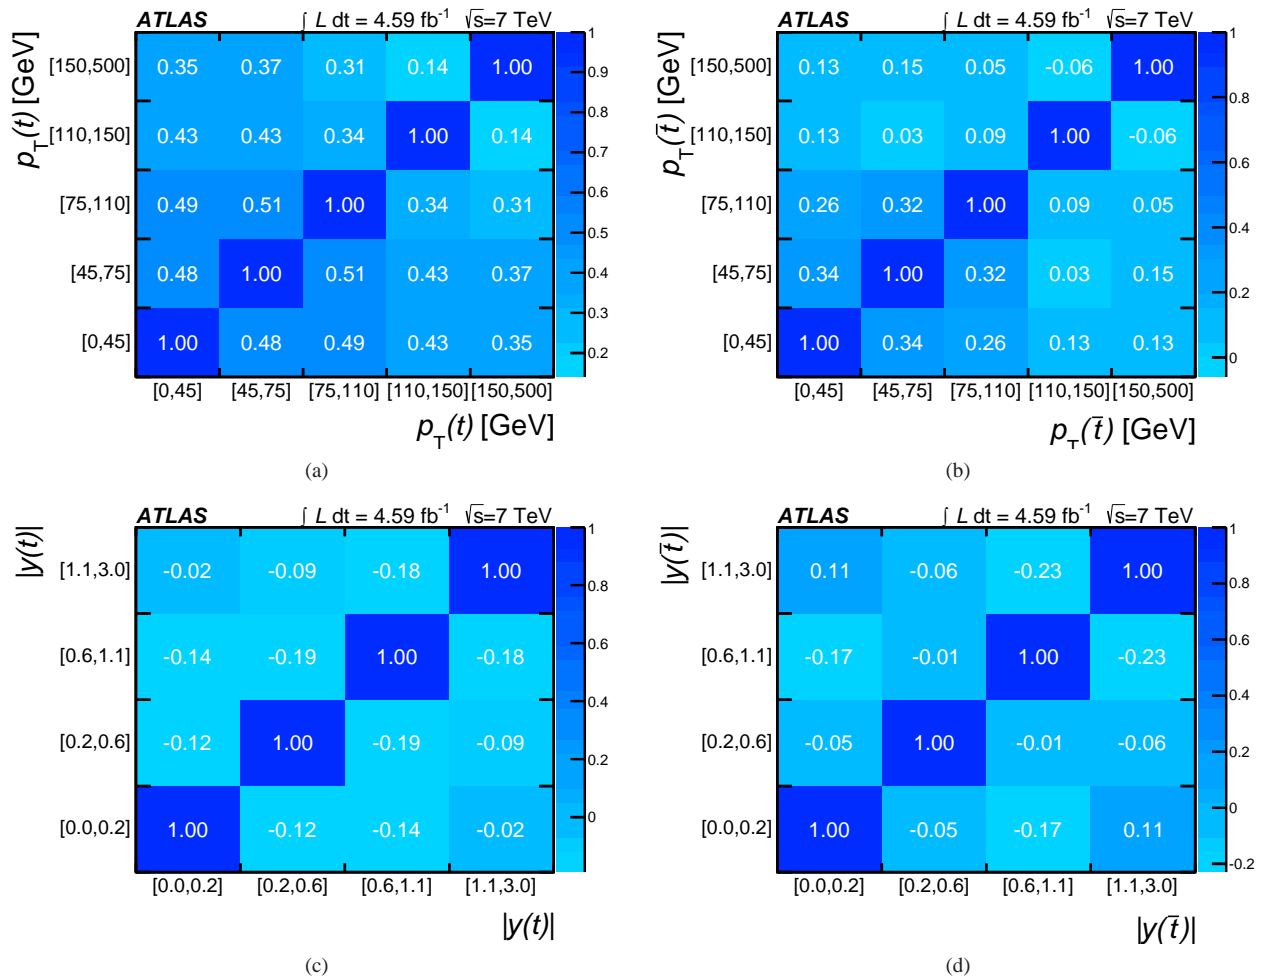 ATLAS ∫ L dt = 4.59 fb⁻¹ √s=7 TeV
p_T(t) [GeV]
[150,500] 0.35 0.37 0.31 0.14 1.00
[110,150] 0.43 0.43 0.34 1.00 0.14
[75,110] 0.49 0.51 1.00 0.34 0.31
[45,75] 0.48 1.00 0.51 0.43 0.37
[0,45] 1.00 0.48 0.49 0.43 0.35
[0,45] [45,75] [75,110] [110,150] [150,500]
p_T(t) [GeV]
1
0.9
0.8
0.7
0.6
0.5
0.4
0.3
0.2
(a)
ATLAS ∫ L dt = 4.59 fb⁻¹ √s=7 TeV
p_T(t̄) [GeV]
[150,500] 0.13 0.15 0.05 -0.06 1.00
[110,150] 0.13 0.03 0.09 1.00 -0.06
[75,110] 0.26 0.32 1.00 0.09 0.05
[45,75] 0.34 1.00 0.32 0.03 0.15
[0,45] 1.00 0.34 0.26 0.13 0.13
[0,45] [45,75] [75,110] [110,150] [150,500]
p_T(t̄) [GeV]
1
0.8
0.6
0.4
0.2
0
(b)
ATLAS ∫ L dt = 4.59 fb⁻¹ √s=7 TeV
|y(t)|
[1.1,3.0] -0.02 -0.09 -0.18 1.00
[0.6,1.1] -0.14 -0.19 1.00 -0.18
[0.2,0.6] -0.12 1.00 -0.19 -0.09
[0.0,0.2] 1.00 -0.12 -0.14 -0.02
[0.0,0.2] [0.2,0.6] [0.6,1.1] [1.1,3.0]
|y(t)|
1
0.8
0.6
0.4
0.2
0
(c)
ATLAS ∫ L dt = 4.59 fb⁻¹ √s=7 TeV
|y(t̄)|
[1.1,3.0] 0.11 -0.06 -0.23 1.00
[0.6,1.1] -0.17 -0.01 1.00 -0.23
[0.2,0.6] -0.05 1.00 -0.01 -0.06
[0.0,0.2] 1.00 -0.05 -0.17 0.11
[0.0,0.2] [0.2,0.6] [0.6,1.1] [1.1,3.0]
|y(t̄)|
1
0.8
0.6
0.4
0.2
0
-0.2
(d)